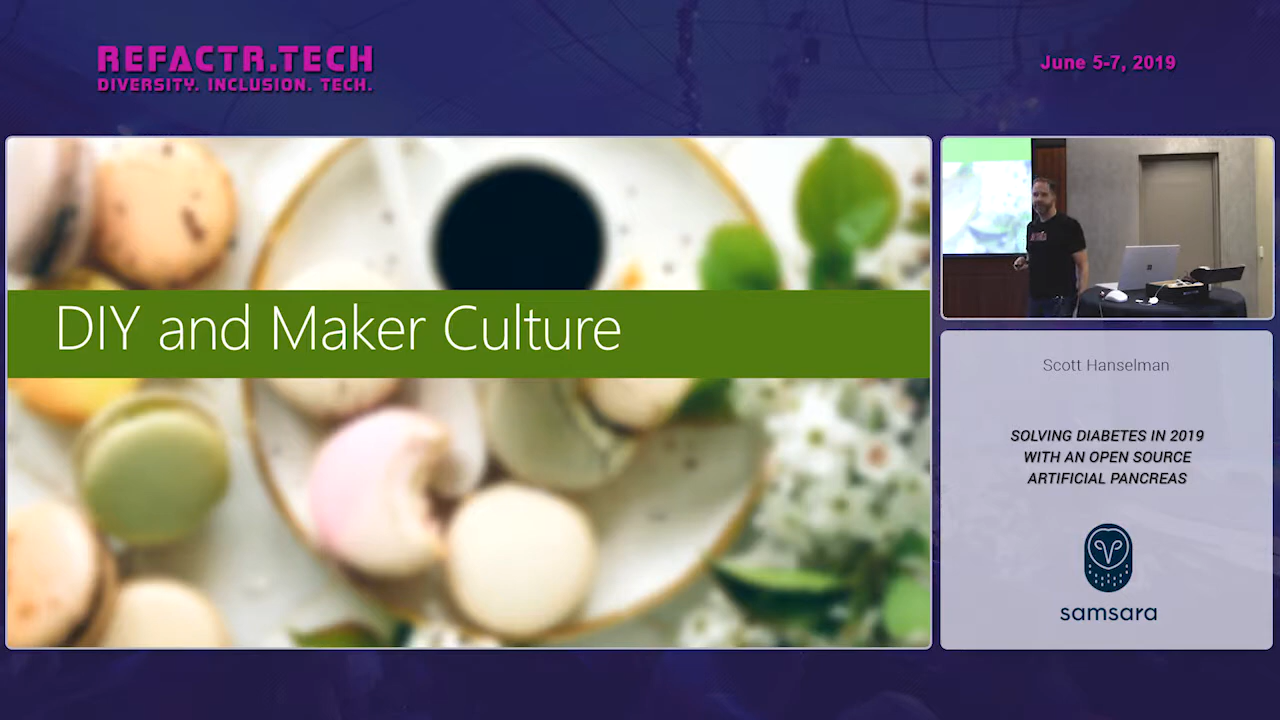 REFACTR.TECH
DIVERSITY. INCLUSION. TECH.
June 5-7, 2019
DIY and Maker Culture
Scott Hanselman
SOLVING DIABETES IN 2019
WITH AN OPEN SOURCE
ARTIFICIAL PANCREAS
samsara